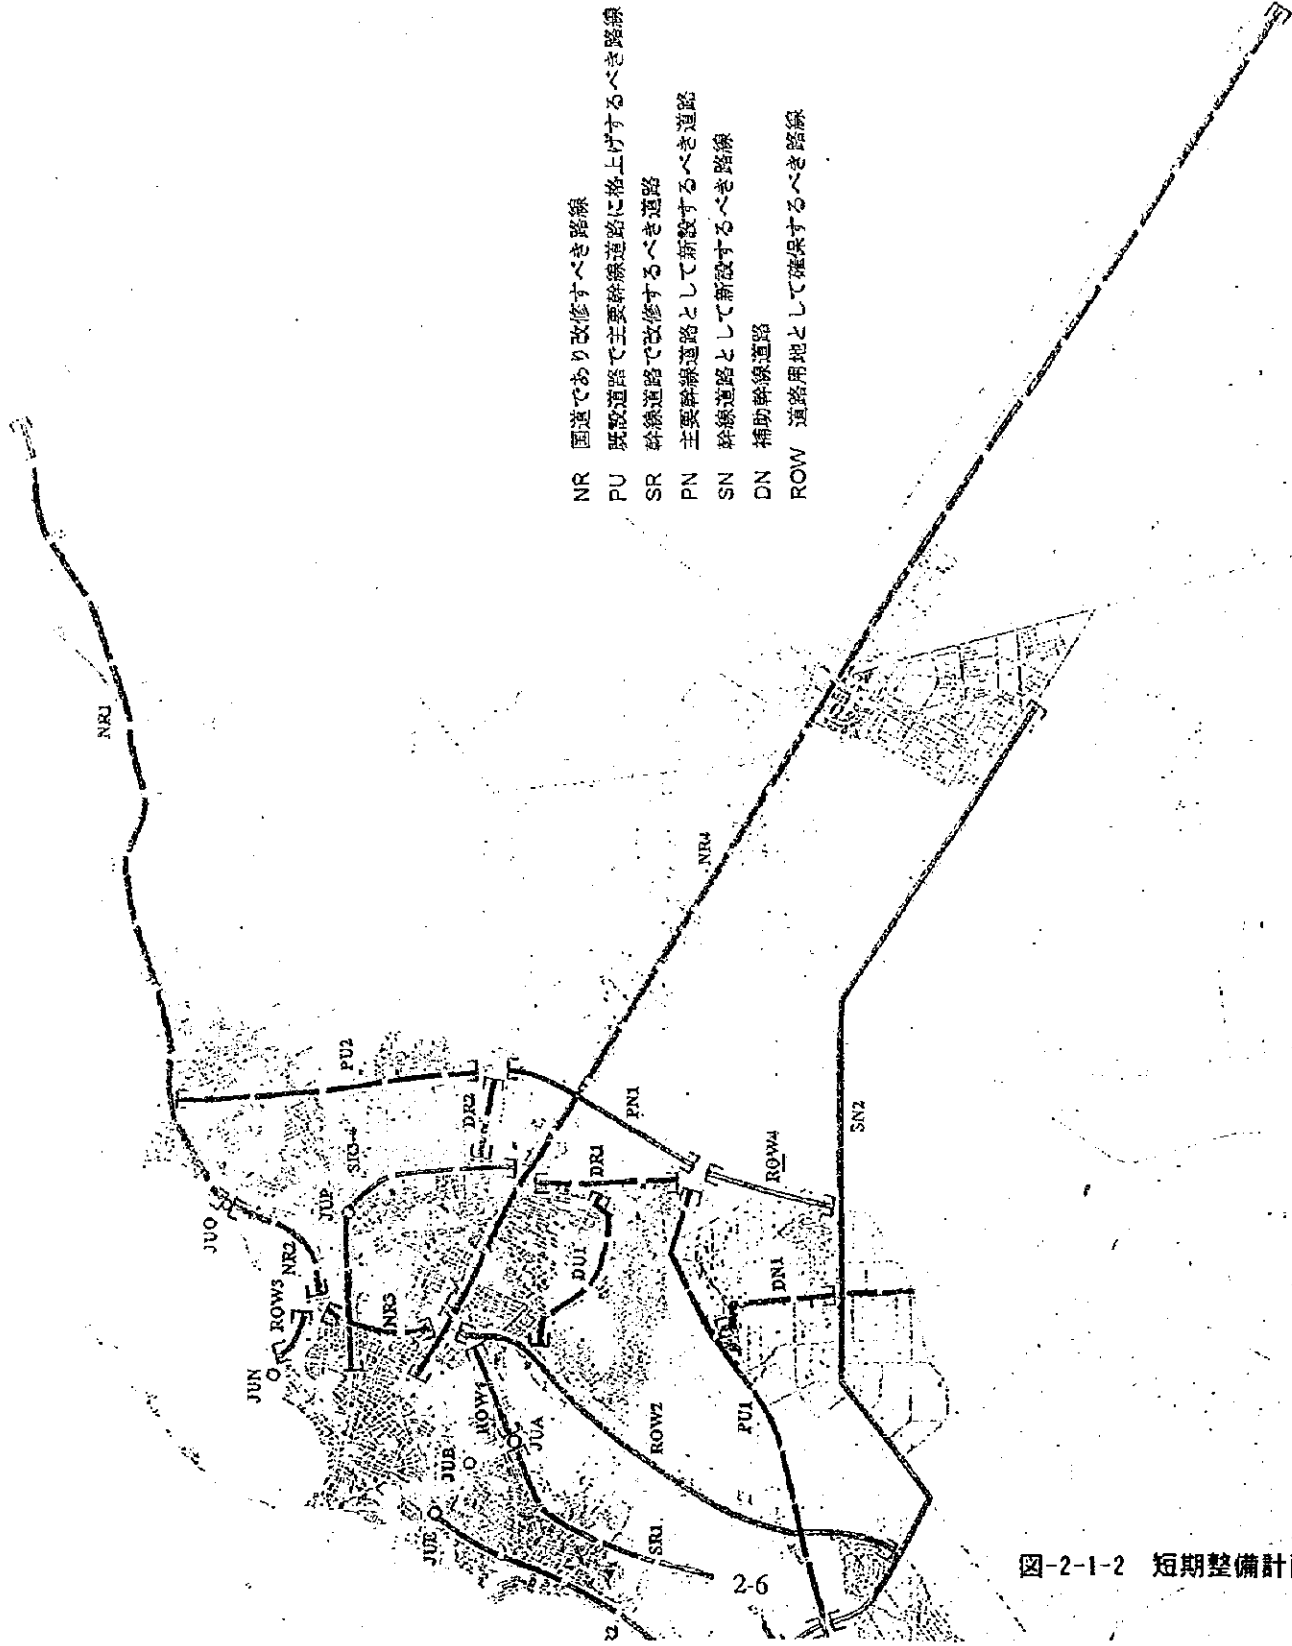 NR 国道であり改修すべき路線
PU 既設道路で主要幹線道路に格上げするべき路線
SR 幹線道路で改修するべき道路
PN 主要幹線道路として新設するべき道路
SN 幹線道路として新設するべき路線
DN 補助幹線道路
ROW 道路用地として確保するべき路線
NR1
NR4
PU2
DR2
SR3-4
PN1
DR1
ROW4
SN2
JUO
JUP
NR2
ROW3
JUN
NR3
DU1
DN1
JUA
JUB
JUE
ROW2
PU1
SR1
2-6
図-2-1-2 短期整備計